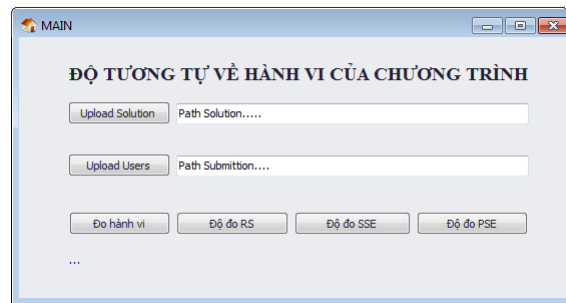 MAIN
ĐỘ TƯƠNG TỰ VỀ HÀNH VI CỦA CHƯƠNG TRÌNH
Upload Solution Path Solution.....
Upload Users Path Submittion....
Đo hành vi Độ đo RS Độ đo SSE Độ đo PSE
...